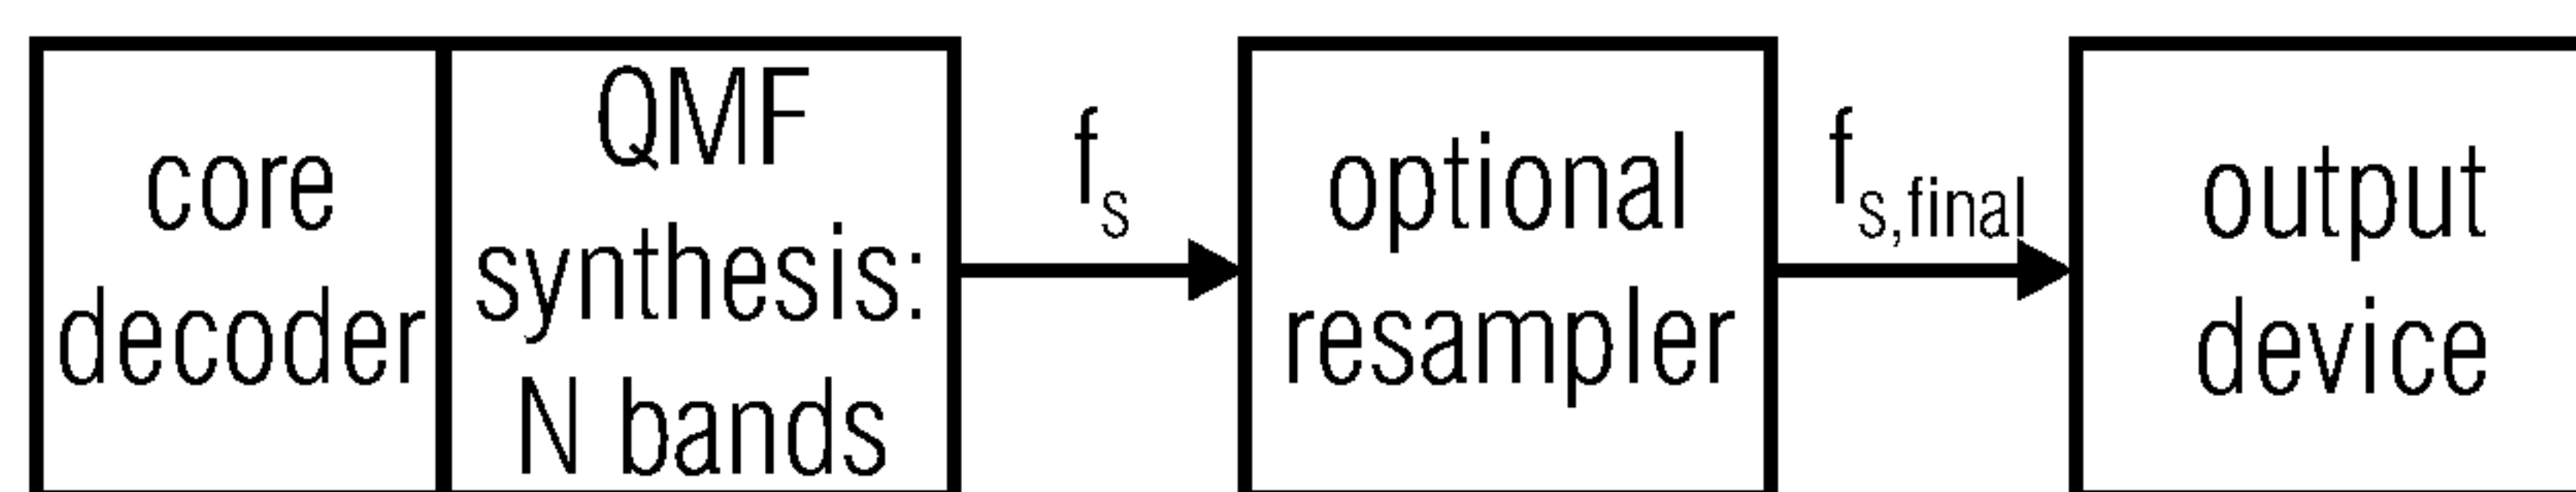 core
decoder
QMF
synthesis:
N bands
fs
optional
resampler
fs,final
output
device